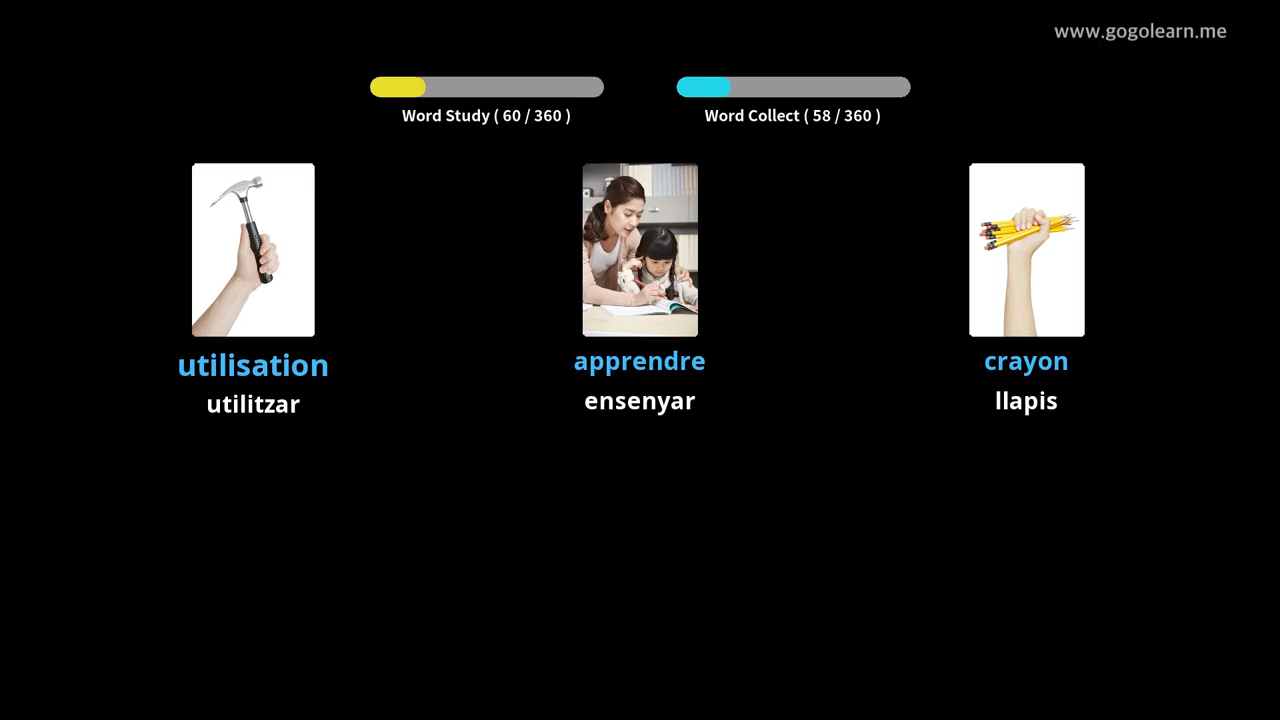 www.gogolearn.me
Word Study ( 60 / 360 )
Word Collect ( 58 / 360 )
utilisation
utilitzar
apprendre
ensenyar
crayon
llapis